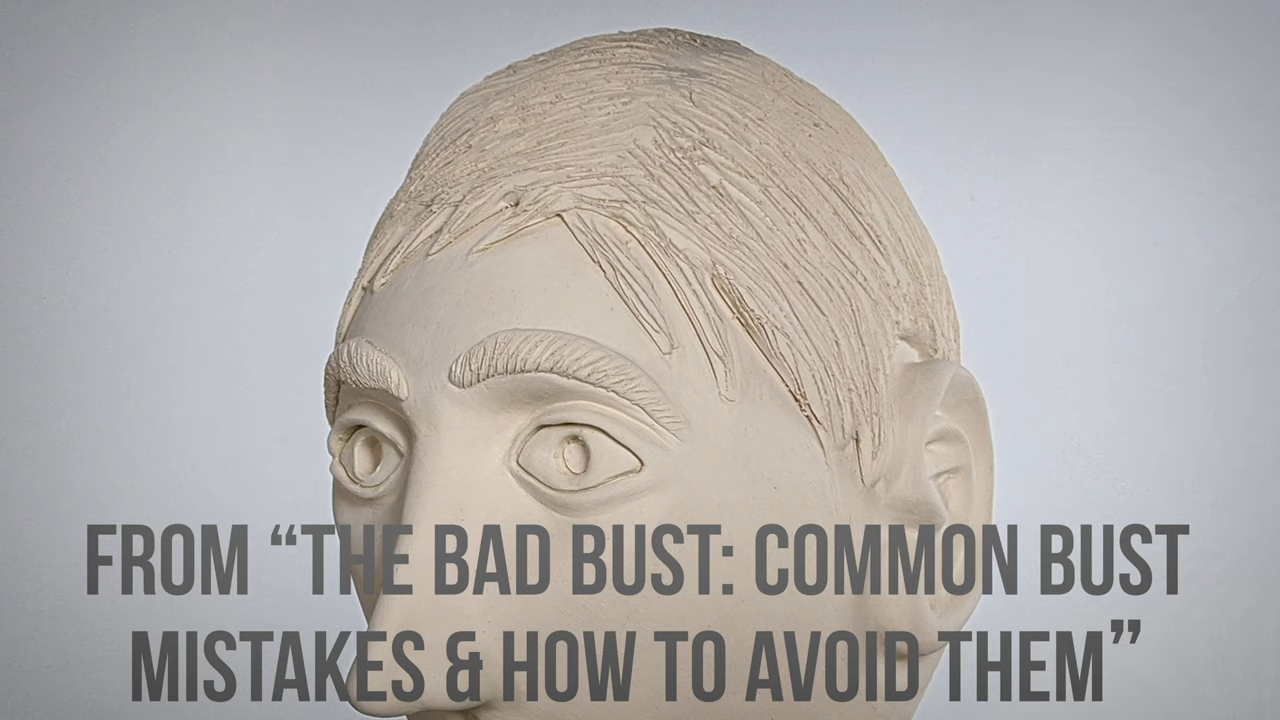 FROM “THE BAD BUST: COMMON BUST
MISTAKES & HOW TO AVOID THEM”